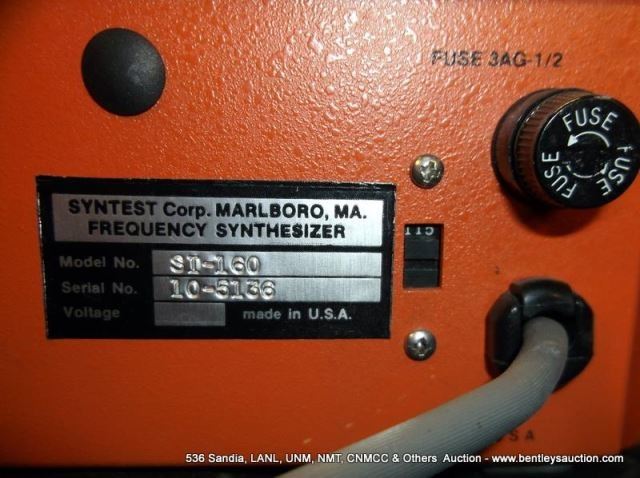 FUSE 3AG-1/2
FUSE FUSE FUSE
SYNTEST Corp. MARLBORO, MA.
FREQUENCY SYNTHESIZER
115
Model No. SI-160
Serial No. 10-5136
Voltage made in U.S.A.
S A
536 Sandia, LANL, UNM, NMT, CNMCC & Others Auction - www.bentleysauction.com